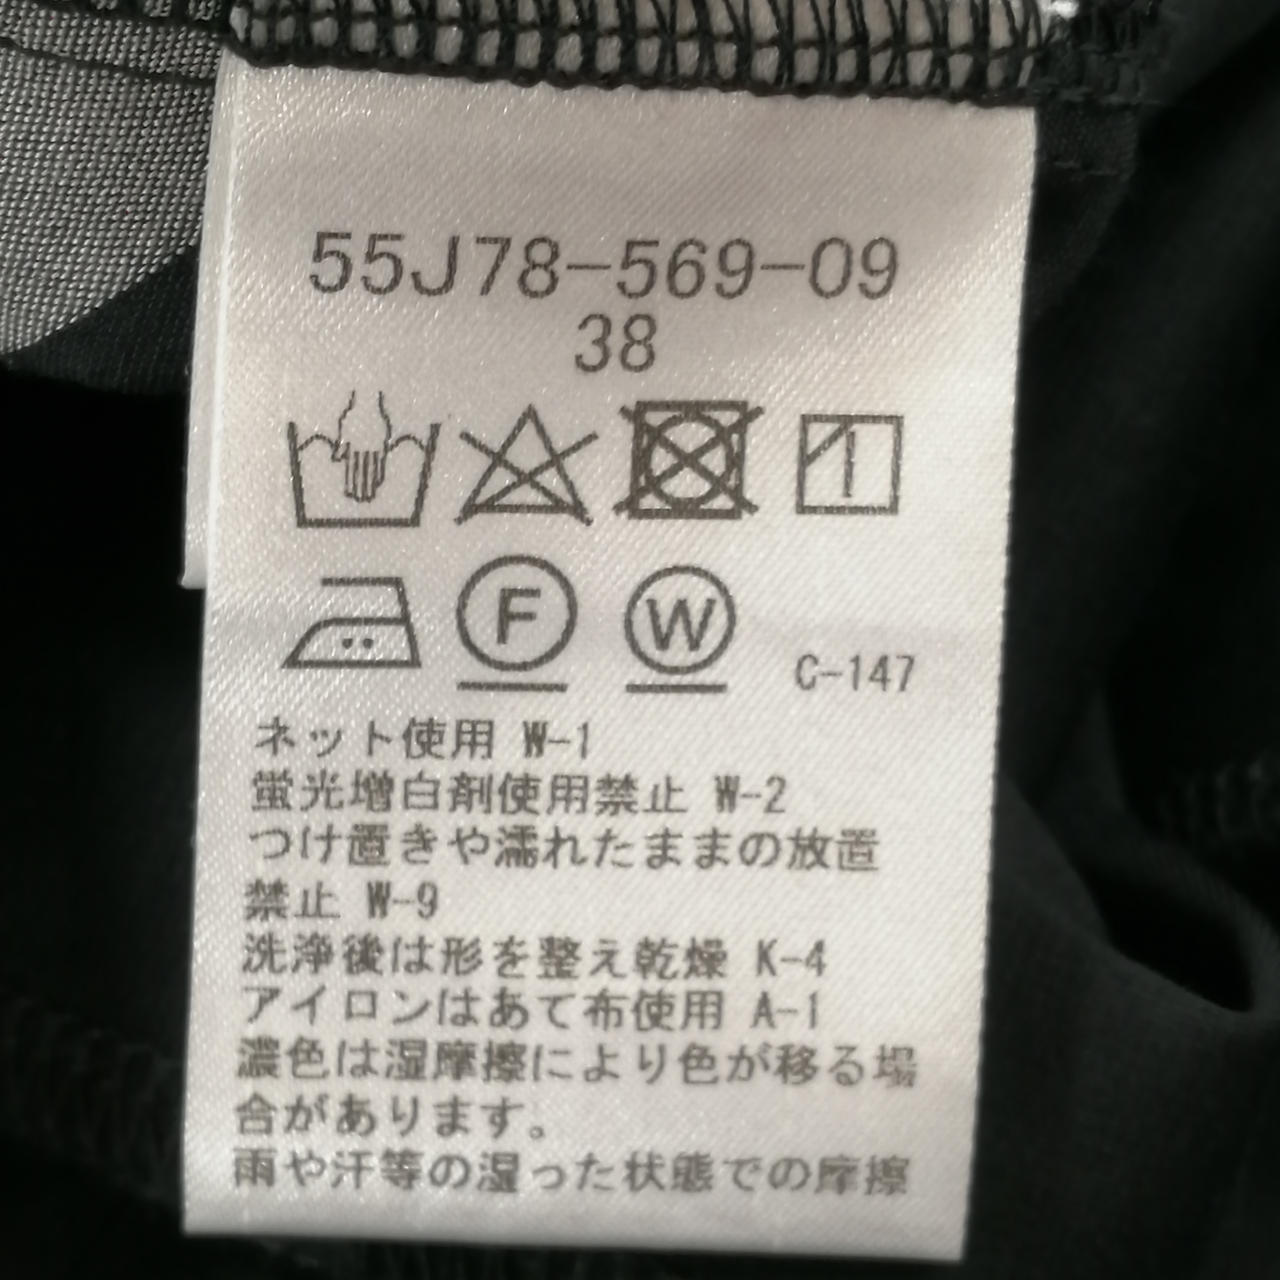 55J78-569-09
38
F W C-147
ネット使用 W-1
蛍光増白剤使用禁止 W-2
つけ置きや濡れたままの放置
禁止 W-9
洗浄後は形を整え乾燥 K-4
アイロンはあて布使用 A-1
濃色は湿摩擦により色が移る場
合があります。
雨や汗等の湿った状態での摩擦